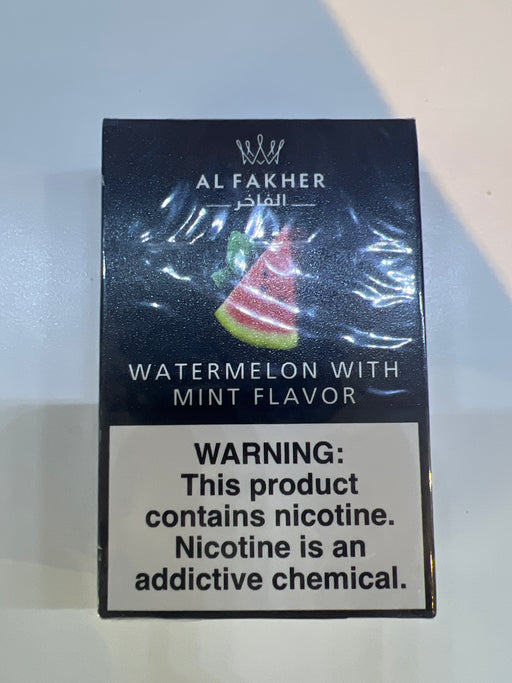 AL FAKHER
الفاخر
WATERMELON WITH
MINT FLAVOR
WARNING:
This product
contains nicotine.
Nicotine is an
addictive chemical.